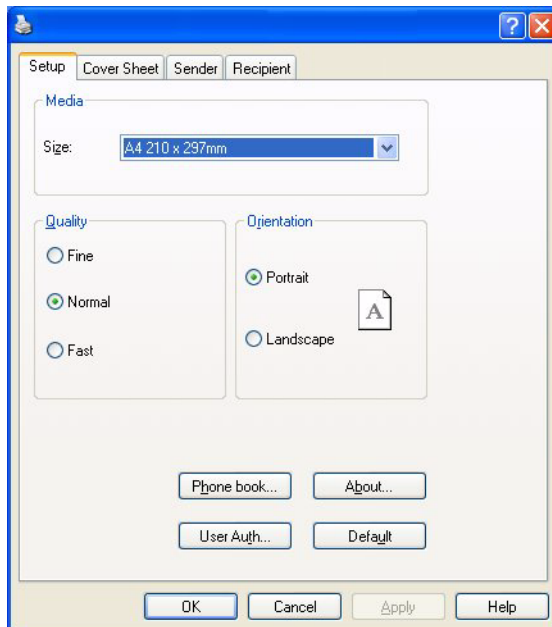 Setup Cover Sheet Sender Recipient
Media
Size: A4 210 x 297mm
Quality
Fine
Normal
Fast
Orientation
Portrait
Landscape
A
Phone book... About...
User Auth... Default
OK Cancel Apply Help